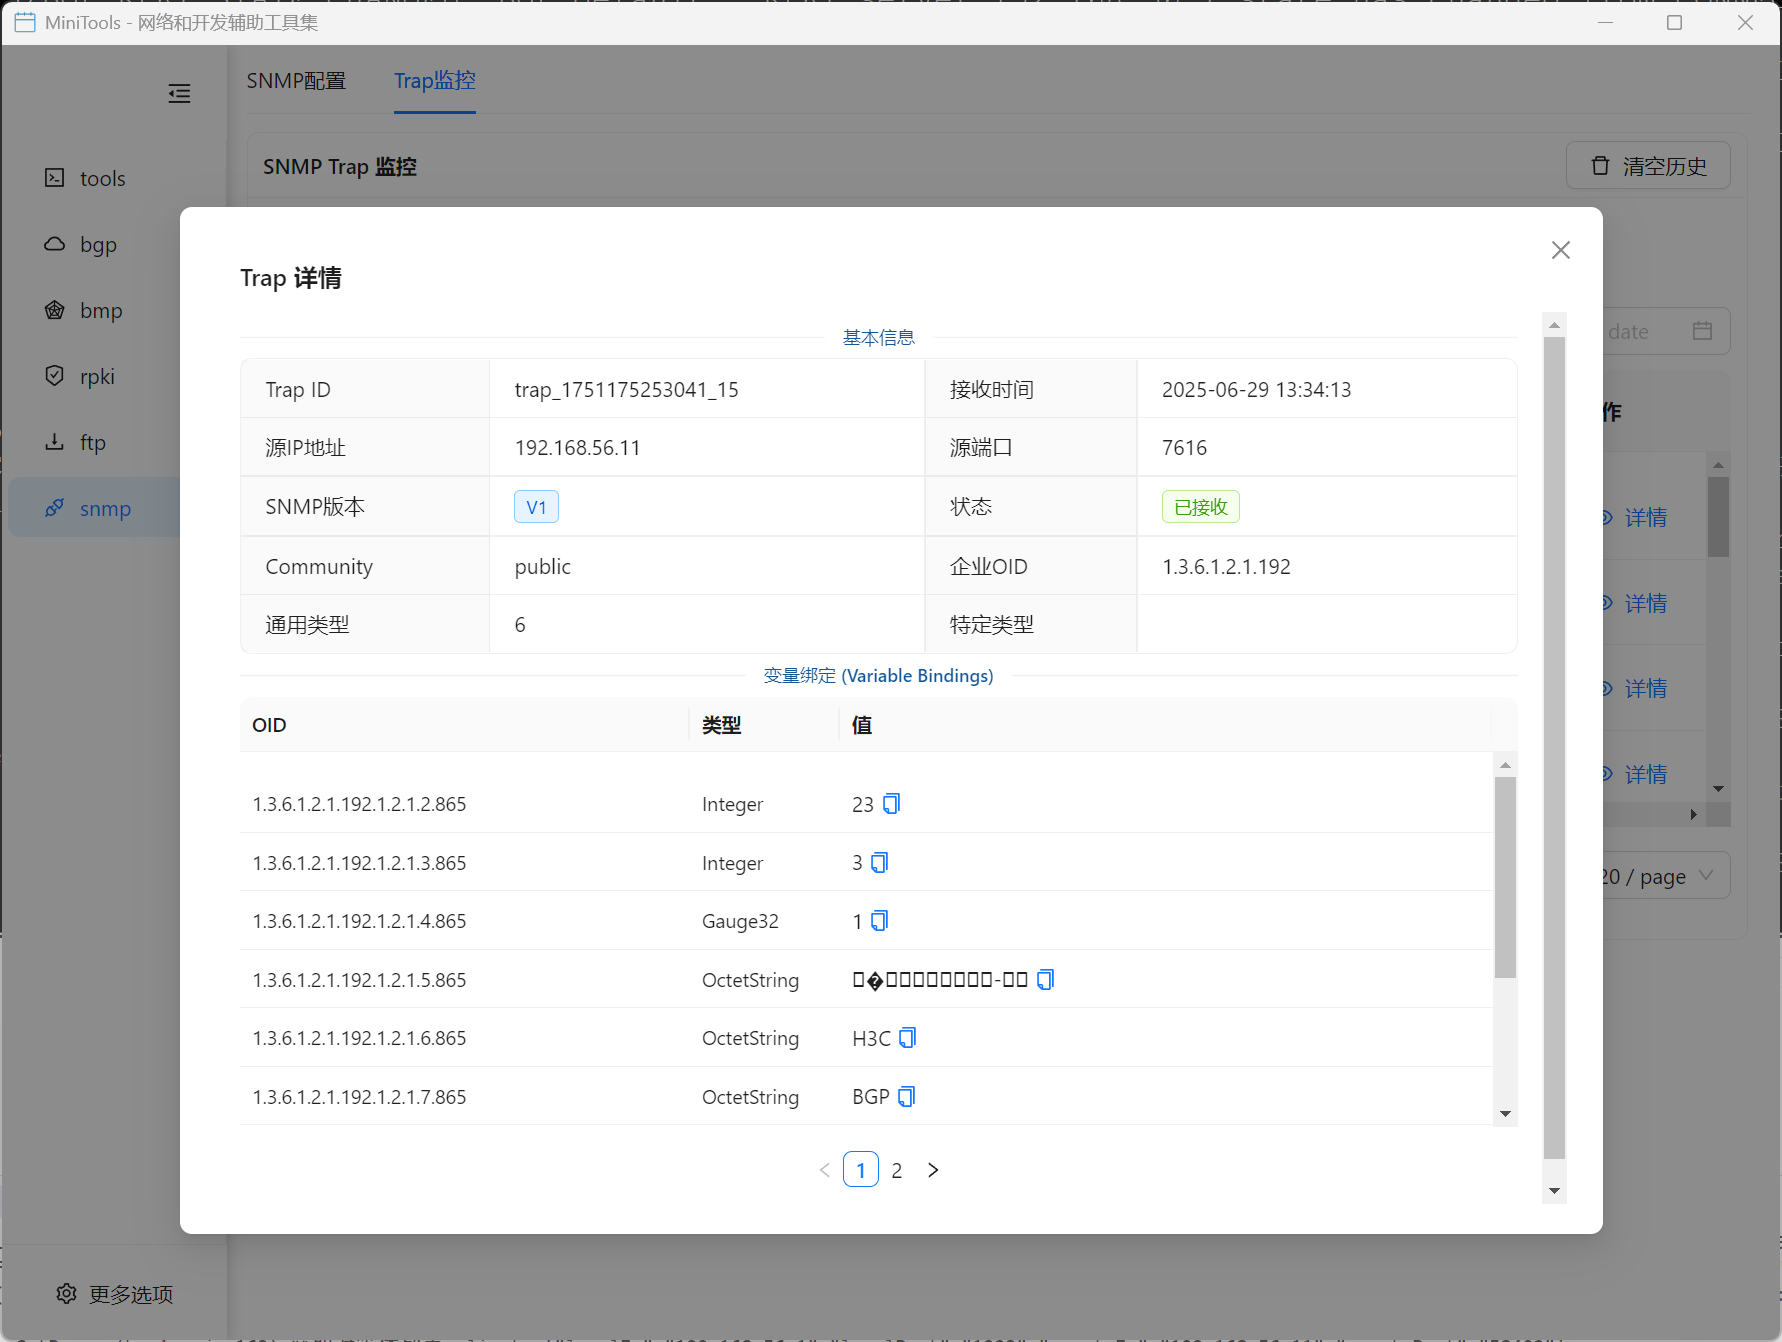 MiniTools - 网络和开发辅助工具集
SNMP配置
Trap监控
tools
bgp
bmp
rpki
ftp
snmp
更多选项
SNMP Trap 监控
清空历史
date
作
详情
详情
详情
详情
20 / page
Trap 详情
基本信息
Trap ID
trap_1751175253041_15
接收时间
2025-06-29 13:34:13
源IP地址
192.168.56.11
源端口
7616
SNMP版本
V1
状态
已接收
Community
public
企业OID
1.3.6.1.2.1.192
通用类型
6
特定类型
变量绑定 (Variable Bindings)
OID
类型
值
1.3.6.1.2.1.192.1.2.1.2.865
Integer
23
1.3.6.1.2.1.192.1.2.1.3.865
Integer
3
1.3.6.1.2.1.192.1.2.1.4.865
Gauge32
1
1.3.6.1.2.1.192.1.2.1.5.865
OctetString
1.3.6.1.2.1.192.1.2.1.6.865
OctetString
H3C
1.3.6.1.2.1.192.1.2.1.7.865
OctetString
BGP
1
2